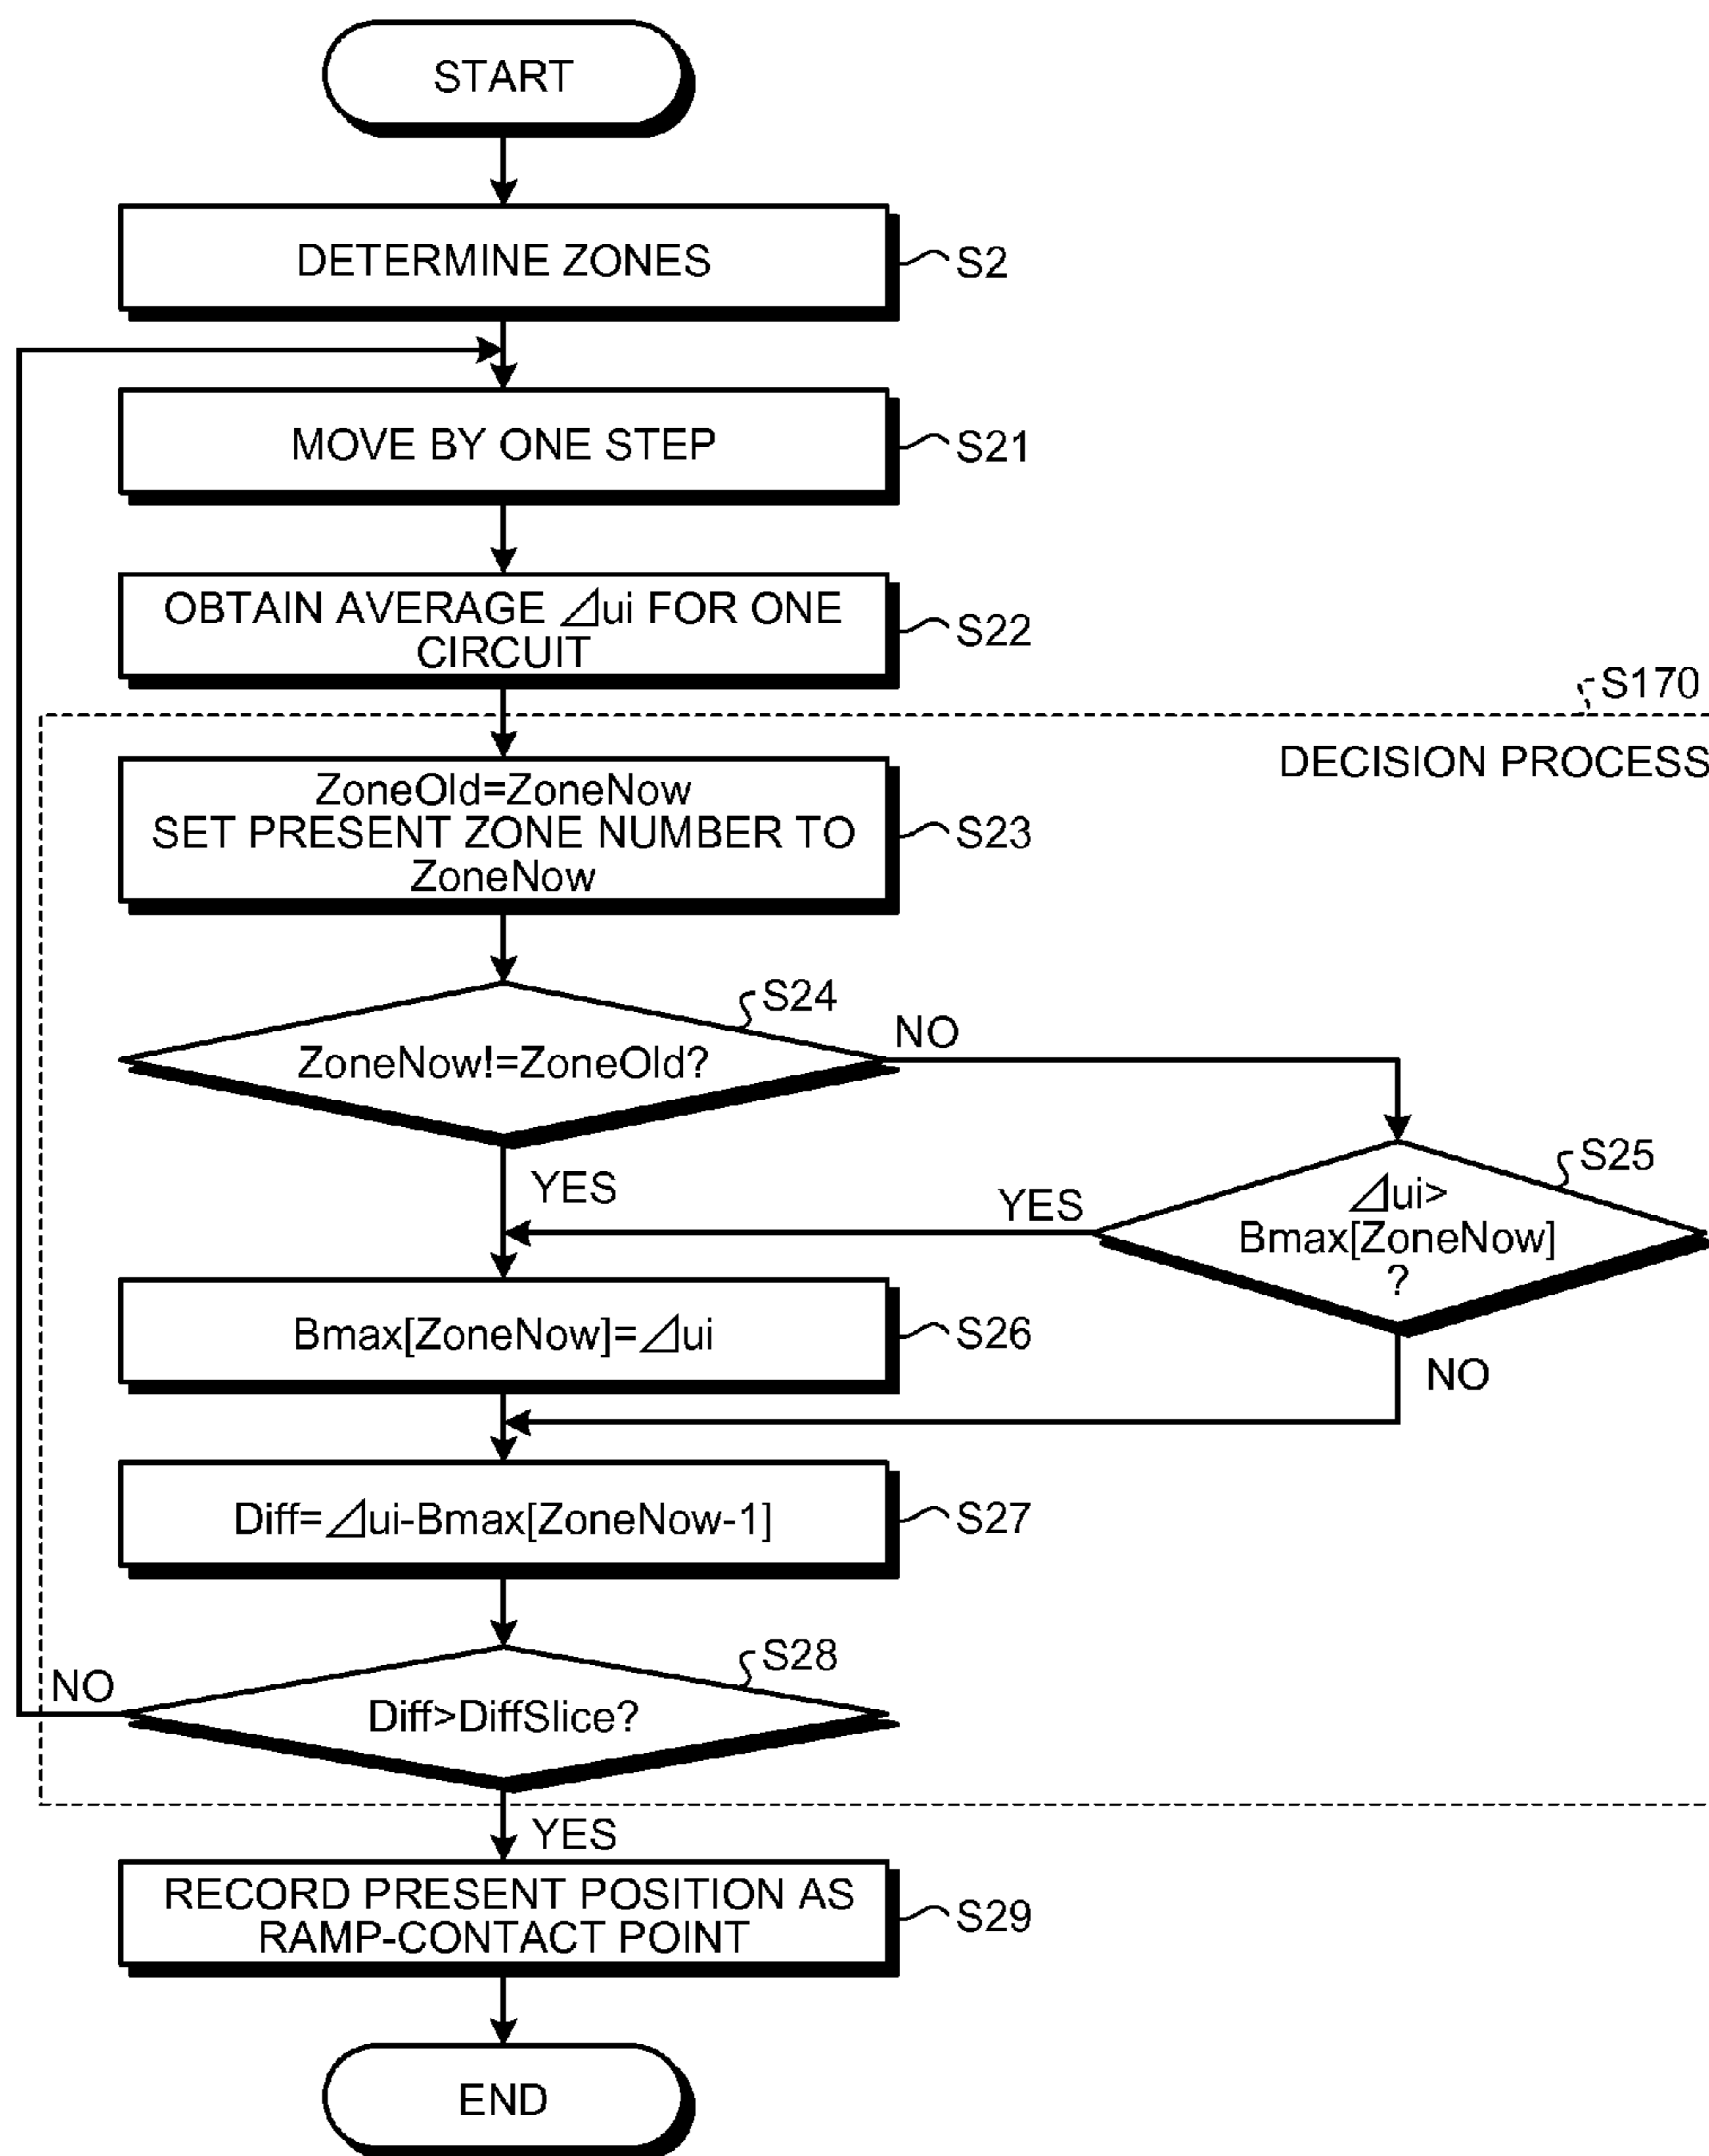 START
DETERMINE ZONES
S2
MOVE BY ONE STEP
S21
OBTAIN AVERAGE ⊿ui FOR ONE
CIRCUIT
S22
S170
DECISION PROCESS
ZoneOld=ZoneNow
SET PRESENT ZONE NUMBER TO
ZoneNow
S23
S24
ZoneNow!=ZoneOld?
NO
YES
S25
⊿ui>
Bmax[ZoneNow]
?
YES
NO
Bmax[ZoneNow]=⊿ui
S26
Diff=⊿ui-Bmax[ZoneNow-1]
S27
S28
Diff>DiffSlice?
NO
YES
RECORD PRESENT POSITION AS
RAMP-CONTACT POINT
S29
END